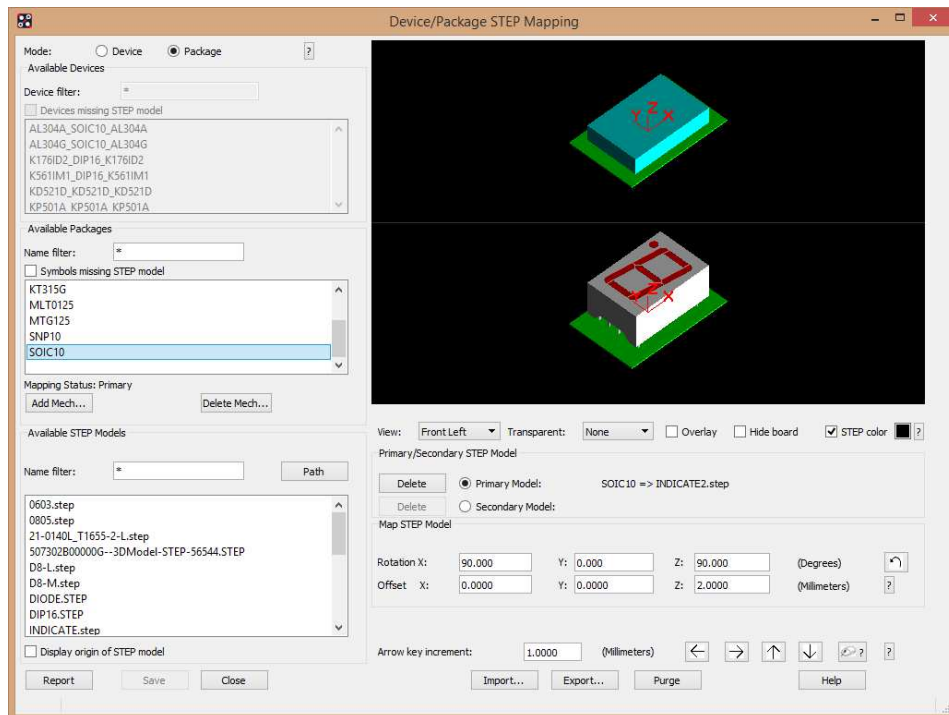 Device/Package STEP Mapping
Mode: Device Package ?
Available Devices
Device filter: *
Devices missing STEP model
AL304A_SOIC10_AL304A
AL304G_SOIC10_AL304G
K176ID2_DIP16_K176ID2
K561IM1_DIP16_K561IM1
KD521D_KD521D_KD521D
KP501A_KP501A_KP501A
Available Packages
Name filter: *
Symbols missing STEP model
KT315G
MLT0125
MTG125
SNP10
SOIC10
Mapping Status: Primary
Add Mech... Delete Mech...
Available STEP Models
Name filter: * Path
0603.step
0805.step
21-0140L_T1655-2-L.step
507302B00000G--3DModel-STEP-56544.STEP
D8-L.step
D8-M.step
DIODE.STEP
DIP16.STEP
INDICATE.step
Display origin of STEP model
Report Save Close
Y Z X
Y Z X
View: Front Left Transparent: None Overlay Hide board STEP color ?
Primary/Secondary STEP Model
Delete Primary Model: SOIC10 => INDICATE2.step
Delete Secondary Model:
Map STEP Model
Rotation X: 90.000 Y: 0.000 Z: 90.000 (Degrees)
Offset X: 0.0000 Y: 0.0000 Z: 2.0000 (Millimeters) ?
Arrow key increment: 1.0000 (Millimeters) ? ?
Import... Export... Purge Help